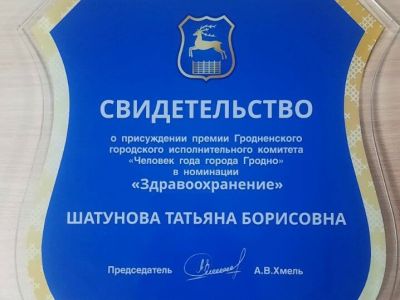 СВИДЕТЕЛЬСТВО
о присуждении премии Гродненского
городского исполнительного комитета
«Человек года города Гродно»
в номинации
«Здравоохранение»
ШАТУНОВА ТАТЬЯНА БОРИСОВНА
Председатель А.В.Хмель